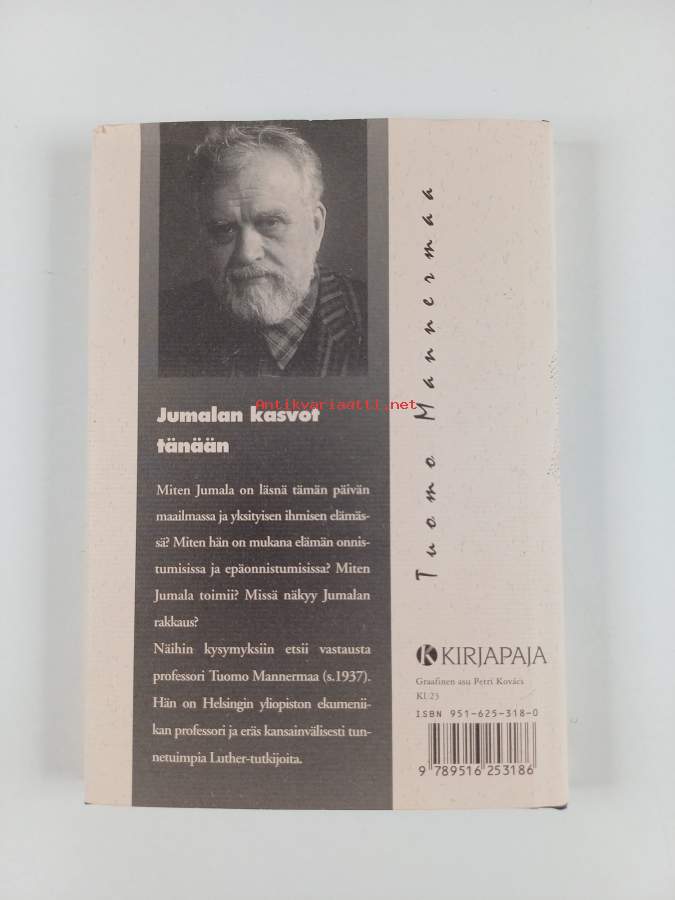 Antikvariaatti.net
Jumalan kasvot
tänään
Miten Jumala on läsnä tämän päivän
maailmassa ja yksityisen ihmisen elämäs-
sä? Miten hän on mukana elämän onnis-
tumisissa ja epäonnistumisissa? Miten
Jumala toimii? Missä näkyy Jumalan
rakkaus?
Näihin kysymyksiin etsii vastausta
professori Tuomo Mannermaa (s.1937).
Hän on Helsingin yliopiston ekumenii-
kan professori ja eräs kansainvälisesti tun-
netuimpia Luther-tutkijoita.
Tuomo Mannermaa
KIRJAPAJA
Graafinen asu Petri Kovács
Kl 23
ISBN 951-625-318-0
9 789516 253186